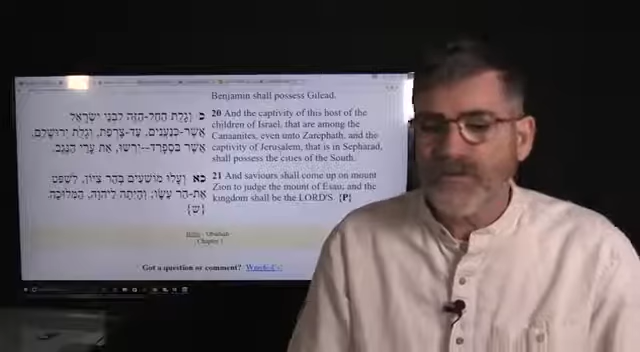 Benjamin shall possess Gilead.
כ וְגָלֻת הַחֵל-הַזֶּה לִבְנֵי יִשְׂרָאֵל
אֲשֶׁר-כְּנַעֲנִים, עַד-צָרְפַת, וְגָלֻת יְרוּשָׁלִַם,
אֲשֶׁר בִּסְפָרַד--יִרְשׁוּ, אֵת עָרֵי הַנֶּגֶב.
20 And the captivity of this host of the
children of Israel, that are among the
Canaanites, even unto Zarephath, and the
captivity of Jerusalem, that is in Sepharad,
shall possess the cities of the South.
כא וְעָלוּ מוֹשִׁעִים בְּהַר צִיּוֹן, לִשְׁפֹּט
אֶת-הַר עֵשָׂו; וְהָיְתָה לַיהוָה, הַמְּלוּכָה.
{ש}
21 And saviours shall come up on mount
Zion to judge the mount of Esau; and the
kingdom shall be the LORD'S. {P}
Obadiah
Chapter 1
Got a question or comment?